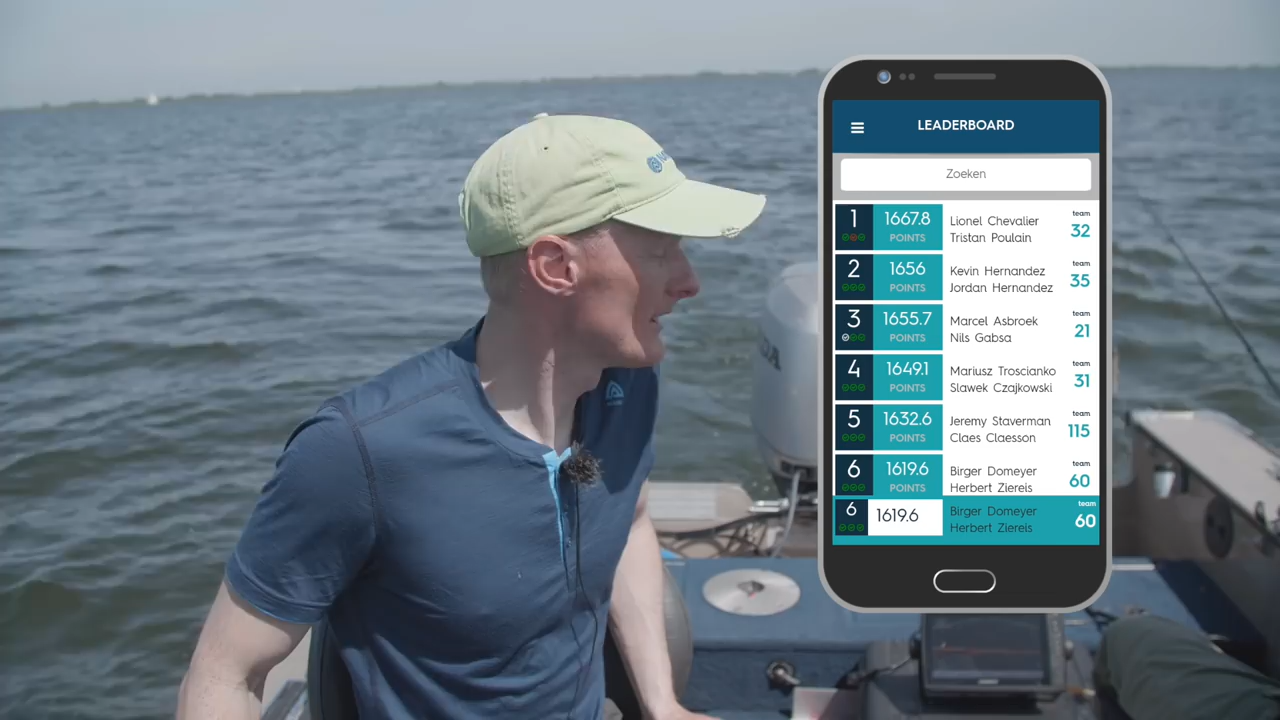 LEADERBOARD
Zoeken
1 1667.8 POINTS Lionel Chevalier Tristan Poulain team 32
2 1656 POINTS Kevin Hernandez Jordan Hernandez team 35
3 1655.7 POINTS Marcel Asbroek Nils Gabsa team 21
4 1649.1 POINTS Mariusz Troscianko Slawek Czajkowski team 31
5 1632.6 POINTS Jeremy Staverman Claes Claesson team 115
6 1619.6 POINTS Birger Domeyer Herbert Ziereis team 60
6 1619.6 Birger Domeyer Herbert Ziereis team 60